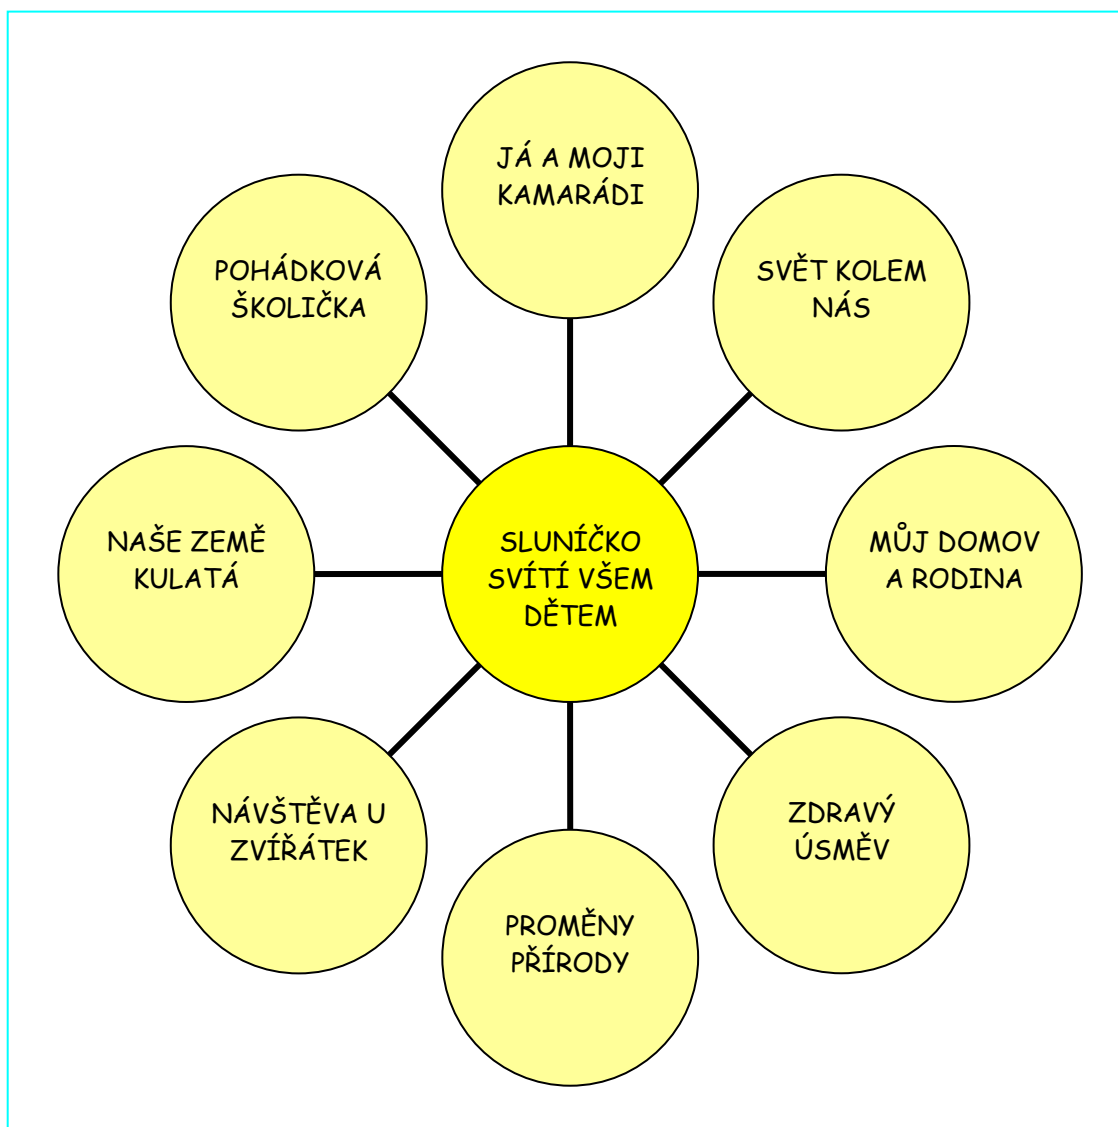 JÁ A MOJI
KAMARÁDI
POHÁDKOVÁ
ŠKOLIČKA
SVĚT KOLEM
NÁS
NAŠE ZEMĚ
KULATÁ
SLUNÍČKO
SVÍTÍ VŠEM
DĚTEM
MŮJ DOMOV
A RODINA
NÁVŠTĚVA U
ZVÍŘÁTEK
ZDRAVÝ
ÚSMĚV
PROMĚNY
PŘÍRODY